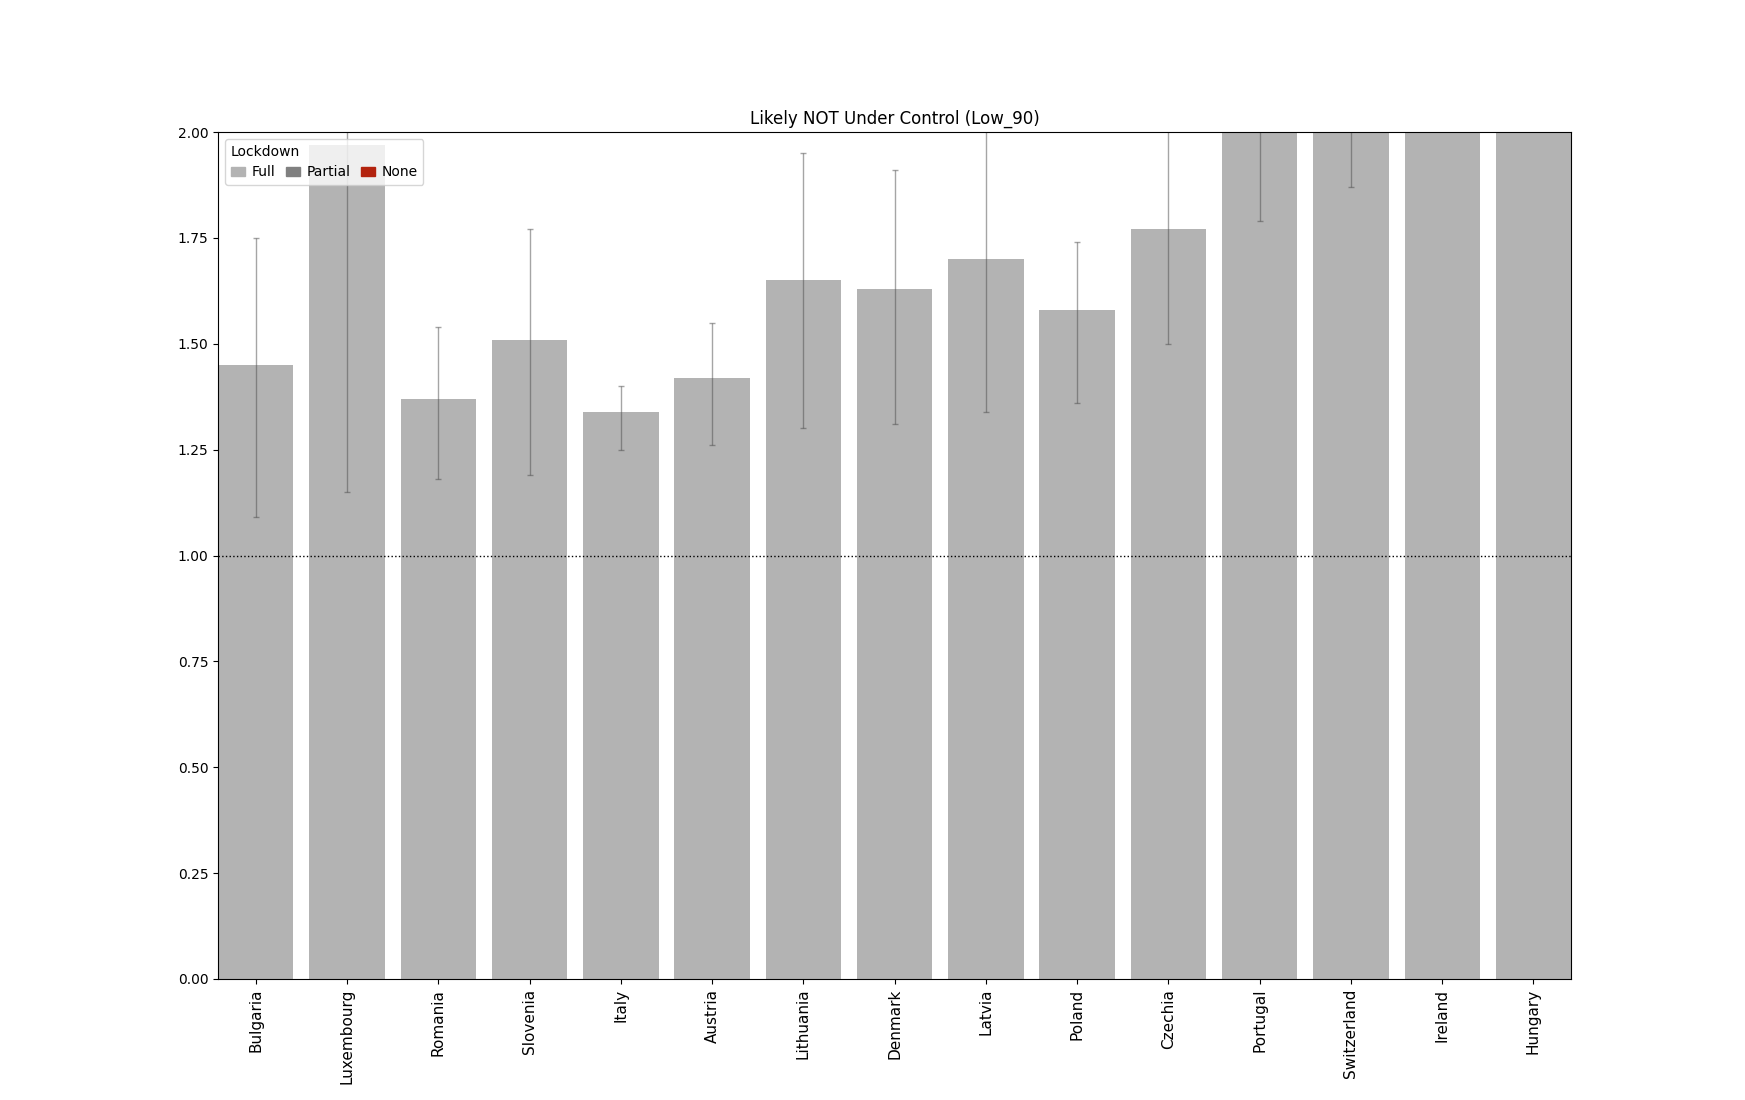 Likely NOT Under Control (Low_90)
Lockdown
Full Partial None
2.00
1.75
1.50
1.25
1.00
0.75
0.50
0.25
0.00
Bulgaria
Luxembourg
Romania
Slovenia
Italy
Austria
Lithuania
Denmark
Latvia
Poland
Czechia
Portugal
Switzerland
Ireland
Hungary